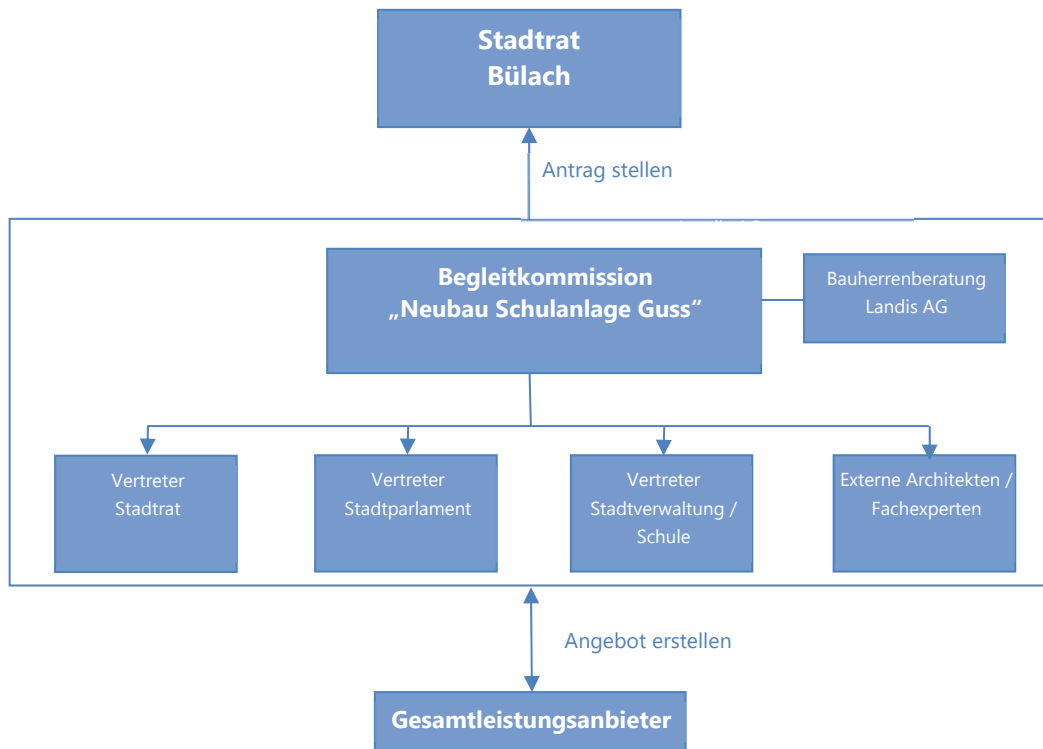 Stadtrat
Bülach
Antrag stellen
Begleitkommission
„Neubau Schulanlage Guss“
Bauherrenberatung
Landis AG
Vertreter
Stadtrat
Vertreter
Stadtparlament
Vertreter
Stadtverwaltung /
Schule
Externe Architekten /
Fachexperten
Angebot erstellen
Gesamtleistungsanbieter